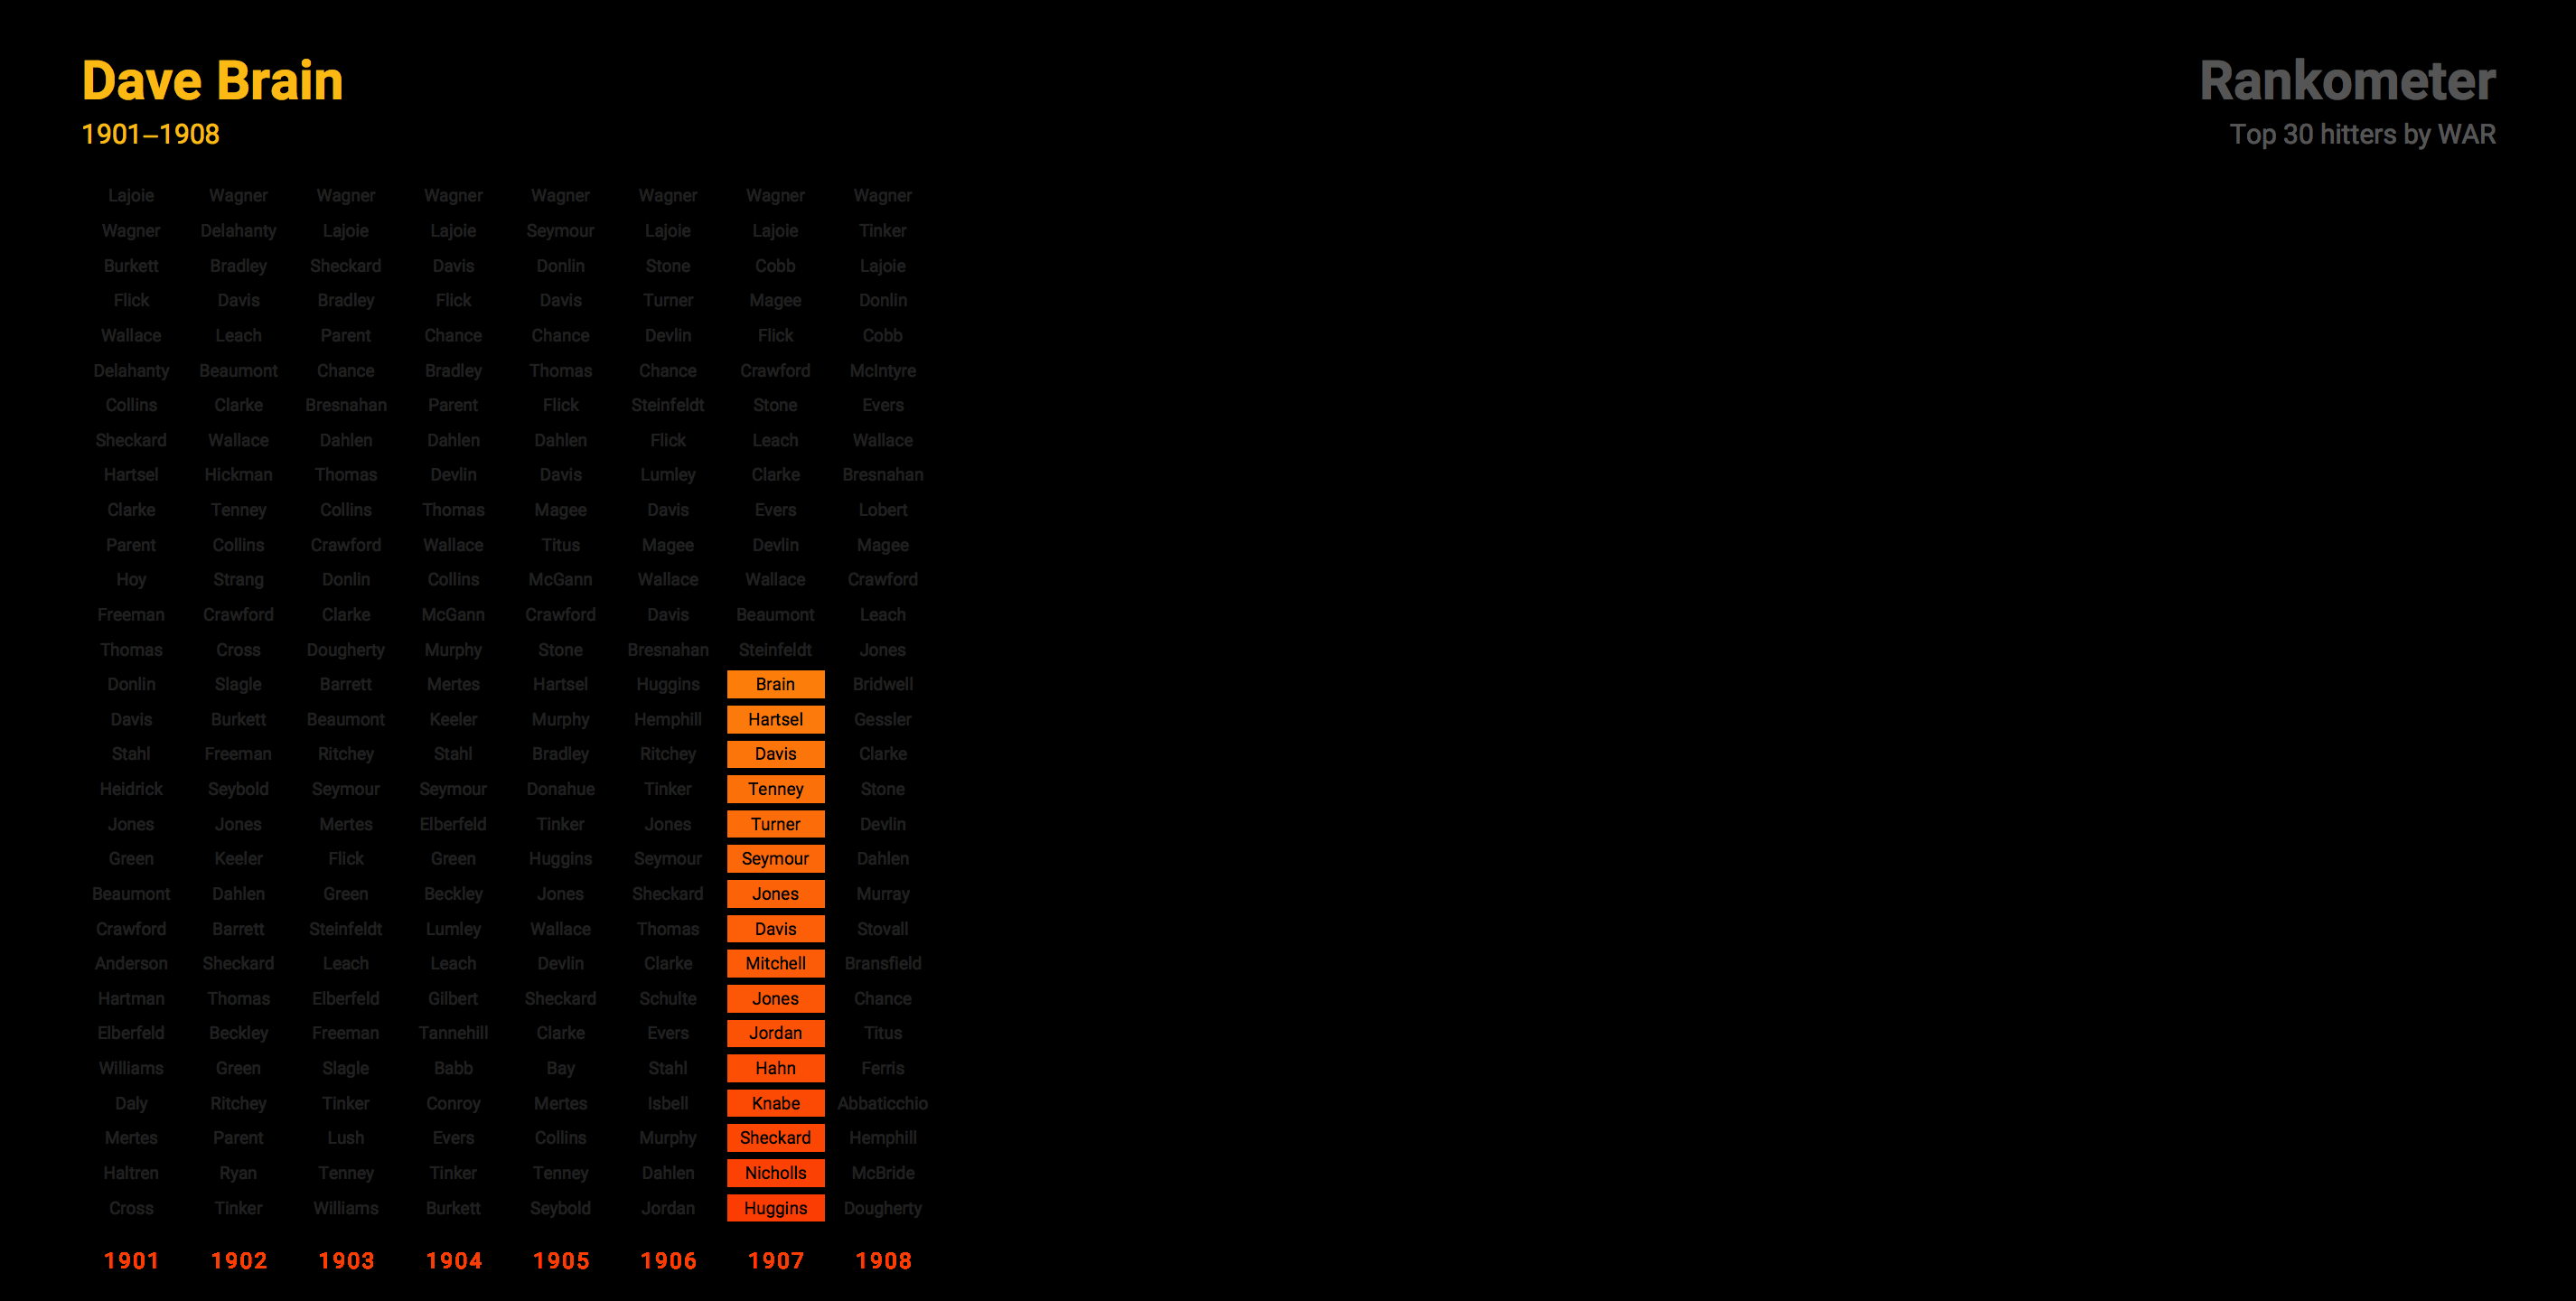 Dave Brain
1901–1908
Rankometer
Top 30 hitters by WAR
Lajoie Wagner Wagner Wagner Wagner Wagner Wagner Wagner
Wagner Delahanty Lajoie Lajoie Seymour Lajoie Lajoie Tinker
Burkett Bradley Sheckard Davis Donlin Stone Cobb Lajoie
Flick Davis Bradley Flick Davis Turner Magee Donlin
Wallace Leach Parent Chance Chance Devlin Flick Cobb
Delahanty Beaumont Chance Bradley Thomas Chance Crawford McIntyre
Collins Clarke Bresnahan Parent Flick Steinfeldt Stone Evers
Sheckard Wallace Dahlen Dahlen Dahlen Flick Leach Wallace
Hartsel Hickman Thomas Devlin Davis Lumley Clarke Bresnahan
Clarke Tenney Collins Thomas Magee Davis Evers Lobert
Parent Collins Crawford Wallace Titus Magee Devlin Magee
Hoy Strang Donlin Collins McGann Wallace Wallace Crawford
Freeman Crawford Clarke McGann Crawford Davis Beaumont Leach
Thomas Cross Dougherty Murphy Stone Bresnahan Steinfeldt Jones
Donlin Slagle Barrett Mertes Hartsel Huggins Brain Bridwell
Davis Burkett Beaumont Keeler Murphy Hemphill Hartsel Gessler
Stahl Freeman Ritchey Stahl Bradley Ritchey Davis Clarke
Heidrick Seybold Seymour Seymour Donahue Tinker Tenney Stone
Jones Jones Mertes Elberfeld Tinker Jones Turner Devlin
Green Keeler Flick Green Huggins Seymour Seymour Dahlen
Beaumont Dahlen Green Beckley Jones Sheckard Jones Murray
Crawford Barrett Steinfeldt Lumley Wallace Thomas Davis Stovall
Anderson Sheckard Leach Leach Devlin Clarke Mitchell Bransfield
Hartman Thomas Elberfeld Gilbert Sheckard Schulte Jones Chance
Elberfeld Beckley Freeman Tannehill Clarke Evers Jordan Titus
Williams Green Slagle Babb Bay Stahl Hahn Ferris
Daly Ritchey Tinker Conroy Mertes Isbell Knabe Abbaticchio
Mertes Parent Lush Evers Collins Murphy Sheckard Hemphill
Haltren Ryan Tenney Tinker Tenney Dahlen Nicholls McBride
Cross Tinker Williams Burkett Seybold Jordan Huggins Dougherty
1901 1902 1903 1904 1905 1906 1907 1908